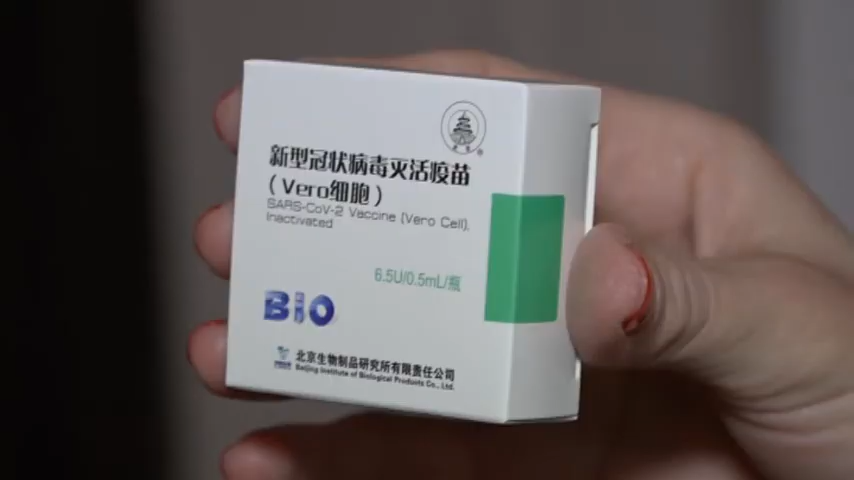 新型冠状病毒灭活疫苗
（Vero细胞）
SARS-CoV-2 Vaccine (Vero Cell),
Inactivated
6.5U/0.5mL/瓶
BiO
北京生物制品研究所有限责任公司
Beijing Institute of Biological Products Co., Ltd.